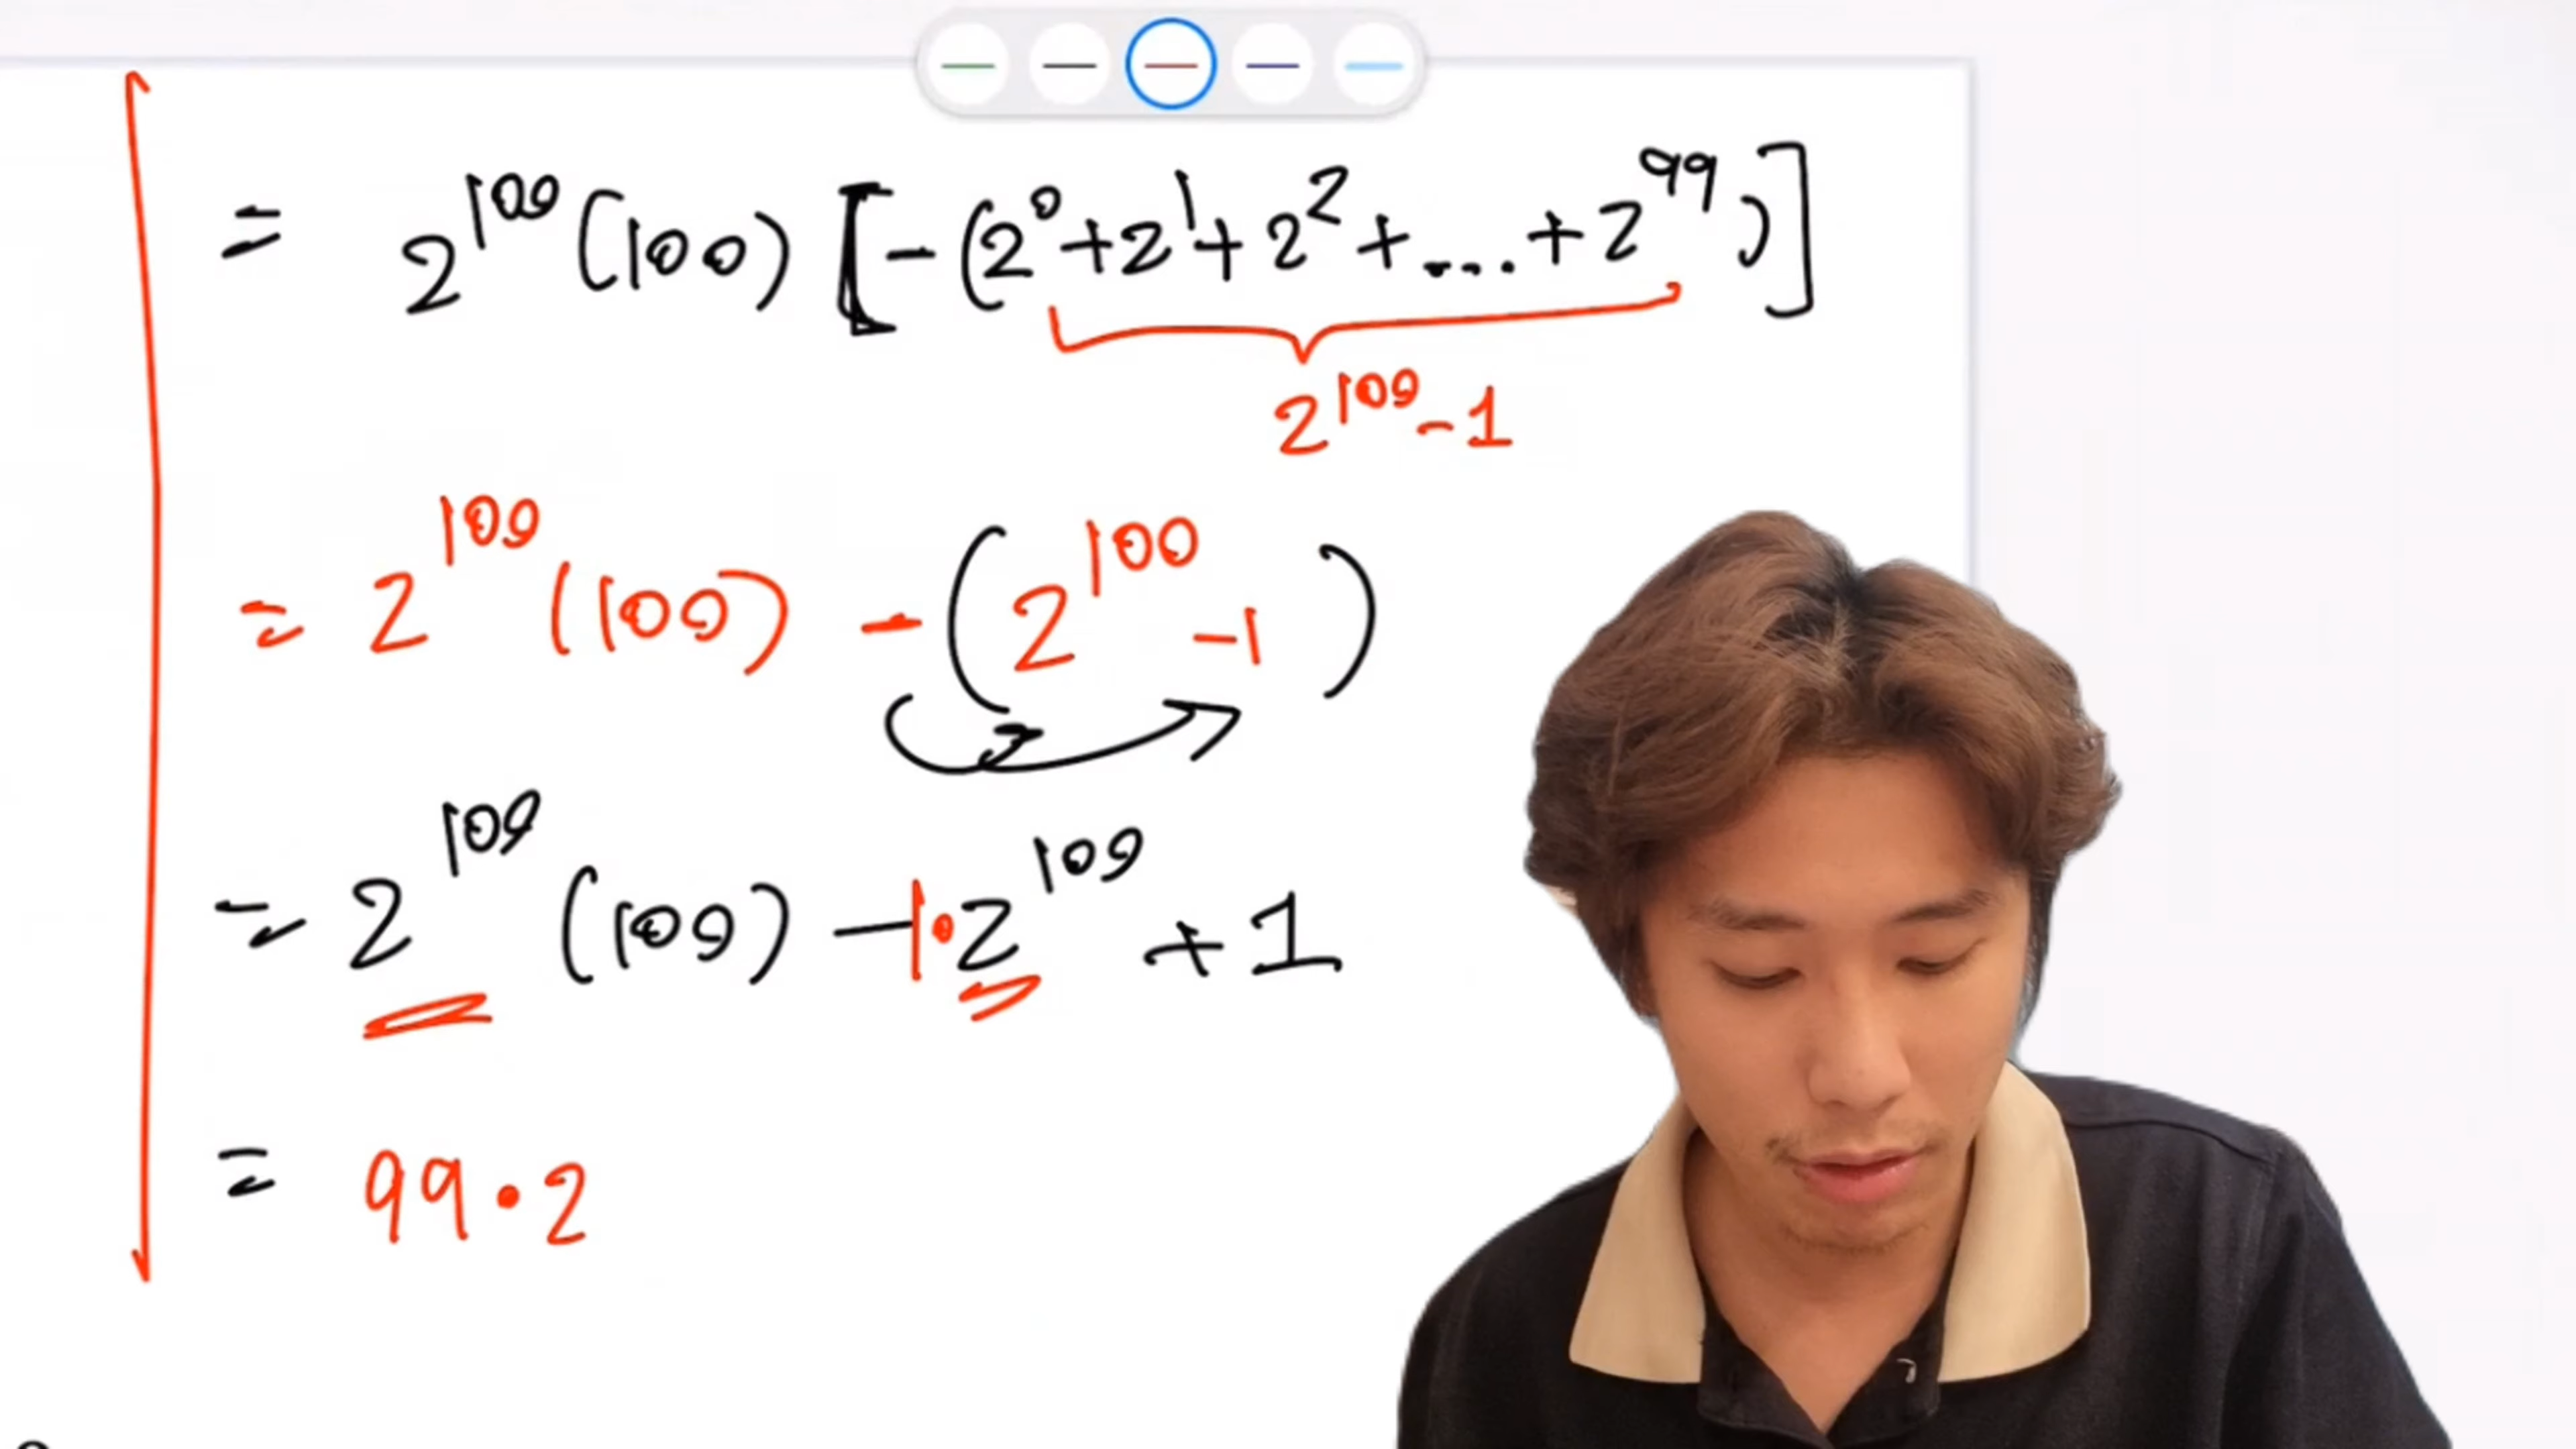 = 2^100 (100) [-(2^0+2^1+2^2+...+2^99)]
2^100-1
= 2^100 (100) -(2^100 -1)
= 2^100 (100) -1•2^100 +1
= 99•2